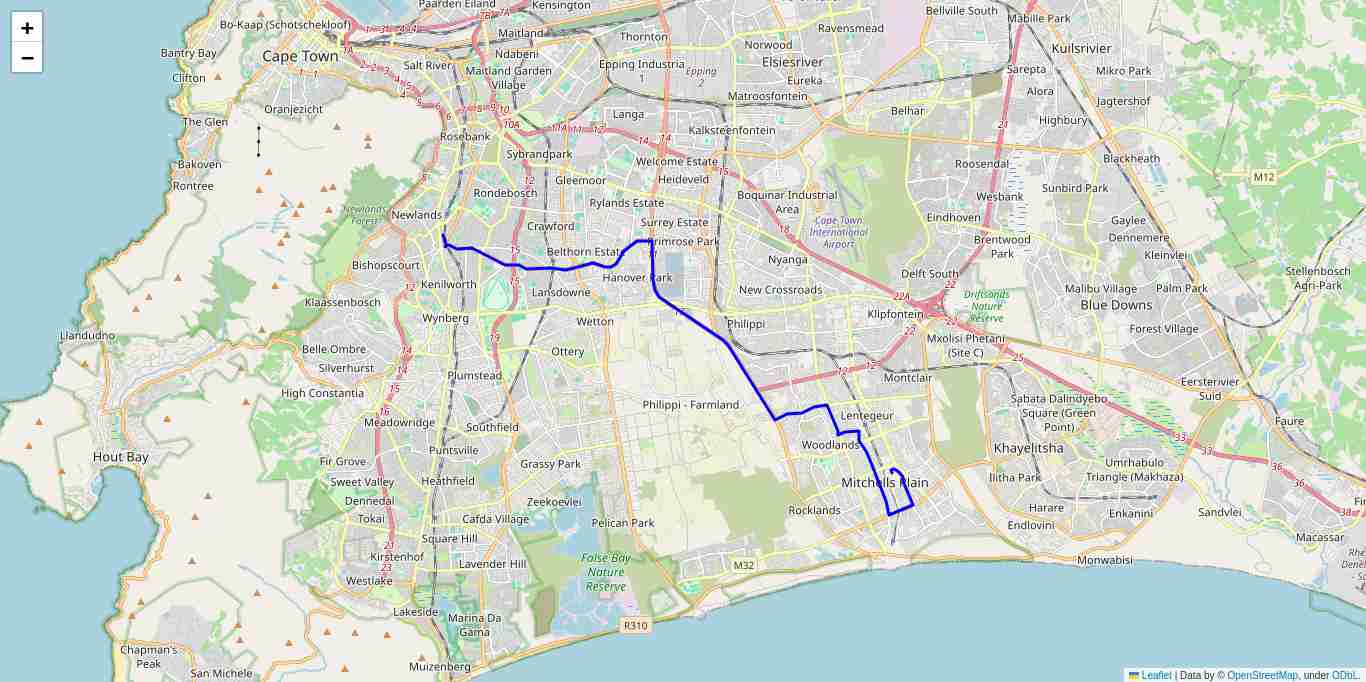 +
−
Paarden Eiland
Kensington
Bellville South
Mabille Park
Bo-Kaap (Schotschekloof)
Maitland
Thornton
Ravensmead
Norwood
Kuilsrivier
Bantry Bay
Cape Town
Ndabeni
Elsiesriver
Salt River
Maitland Garden Village
Epping Industria 1
Epping 2
Eureka
Sarepta
Mikro Park
Clifton
Matroosfontein
Alora
Jagtershof
Oranjezicht
Belhar
Highbury
The Glen
Langa
Kalksteenfontein
Rosebank
Sybrandpark
Welcome Estate
Blackheath
Bakoven
Roosendal
Rontree
Gleemoor
Heideveld
M12
Rondebosch
Boquinar Industrial Area
Wesbank
Sunbird Park
Newlands Forest
Newlands
Rylands Estate
Eindhoven
Gaylee
Crawford
Surrey Estate
Cape Town International Airport
Dennemere
Primrose Park
Brentwood Park
Belthorn Estate
Kleinvlei
Bishopscourt
Nyanga
Delft South
Stellenbosch Agri-Park
Kenilworth
Hanover Park
New Crossroads
Malibu Village
Palm Park
Lansdowne
22A
Driftsands Nature Reserve
Blue Downs
Klaassenbosch
Klipfontein
Wynberg
Wetton
Philippi
Forest Village
Llandudno
Mxolisi Phetani (Site C)
Belle Ombre
Ottery
Silverhurst
Plumstead
Montclair
Eersterivier Suid
High Constantia
Sabata Dalindyebo Square (Green Point)
Philippi - Farmland
Lentegeur
Meadowridge
Southfield
Faure
Hout Bay
Puntsville
Woodlands
Khayelitsha
Fir Grove
Grassy Park
Umrhabulo Triangle (Makhaza)
Sweet Valley
Heathfield
Mitchells Plain
Ilitha Park
Dennedal
Zeekoevlei
Harare
Tokai
Cafda Village
Pelican Park
Rocklands
Enkanini
Sandvlei
Endlovini
Square Hill
Macassar
Kirstenhof
Lavender Hill
False Bay Nature Reserve
M32
Monwabisi
Westlake
Lakeside
Marina Da Gama
R310
Chapman's Peak
San Michele
Muizenberg
Leaflet | Data by © OpenStreetMap, under ODbL.